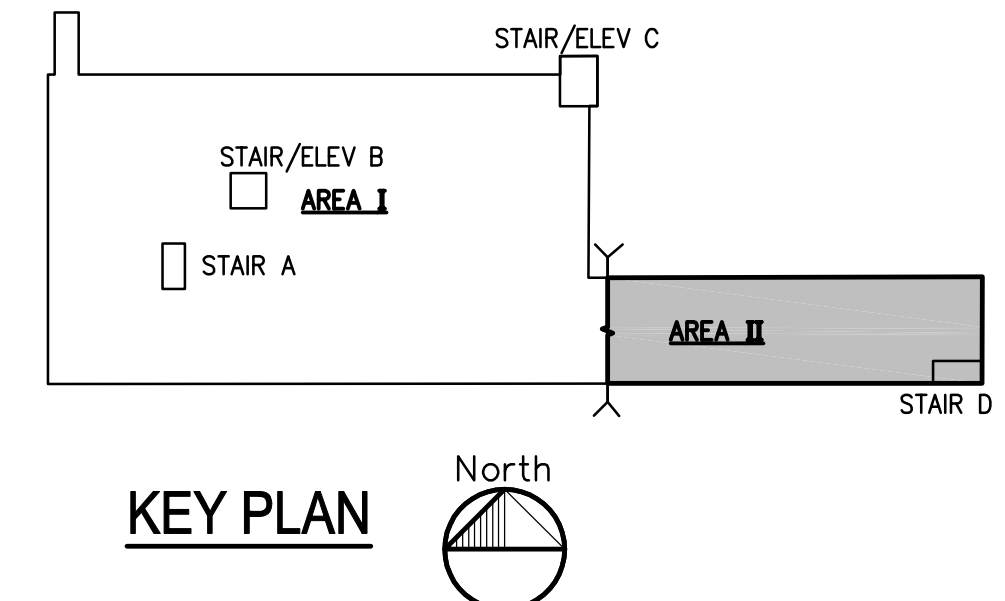 STAIR/ELEV C
STAIR/ELEV B
AREA I
STAIR A
AREA II
STAIR D
North
KEY PLAN